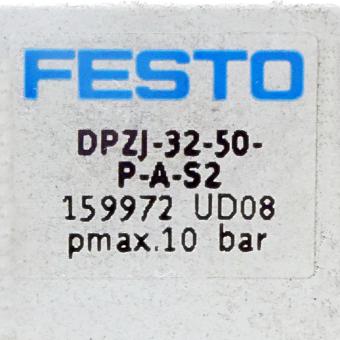 FESTO
DPZJ-32-50-
P-A-S2
159972 UD08
pmax.10 bar